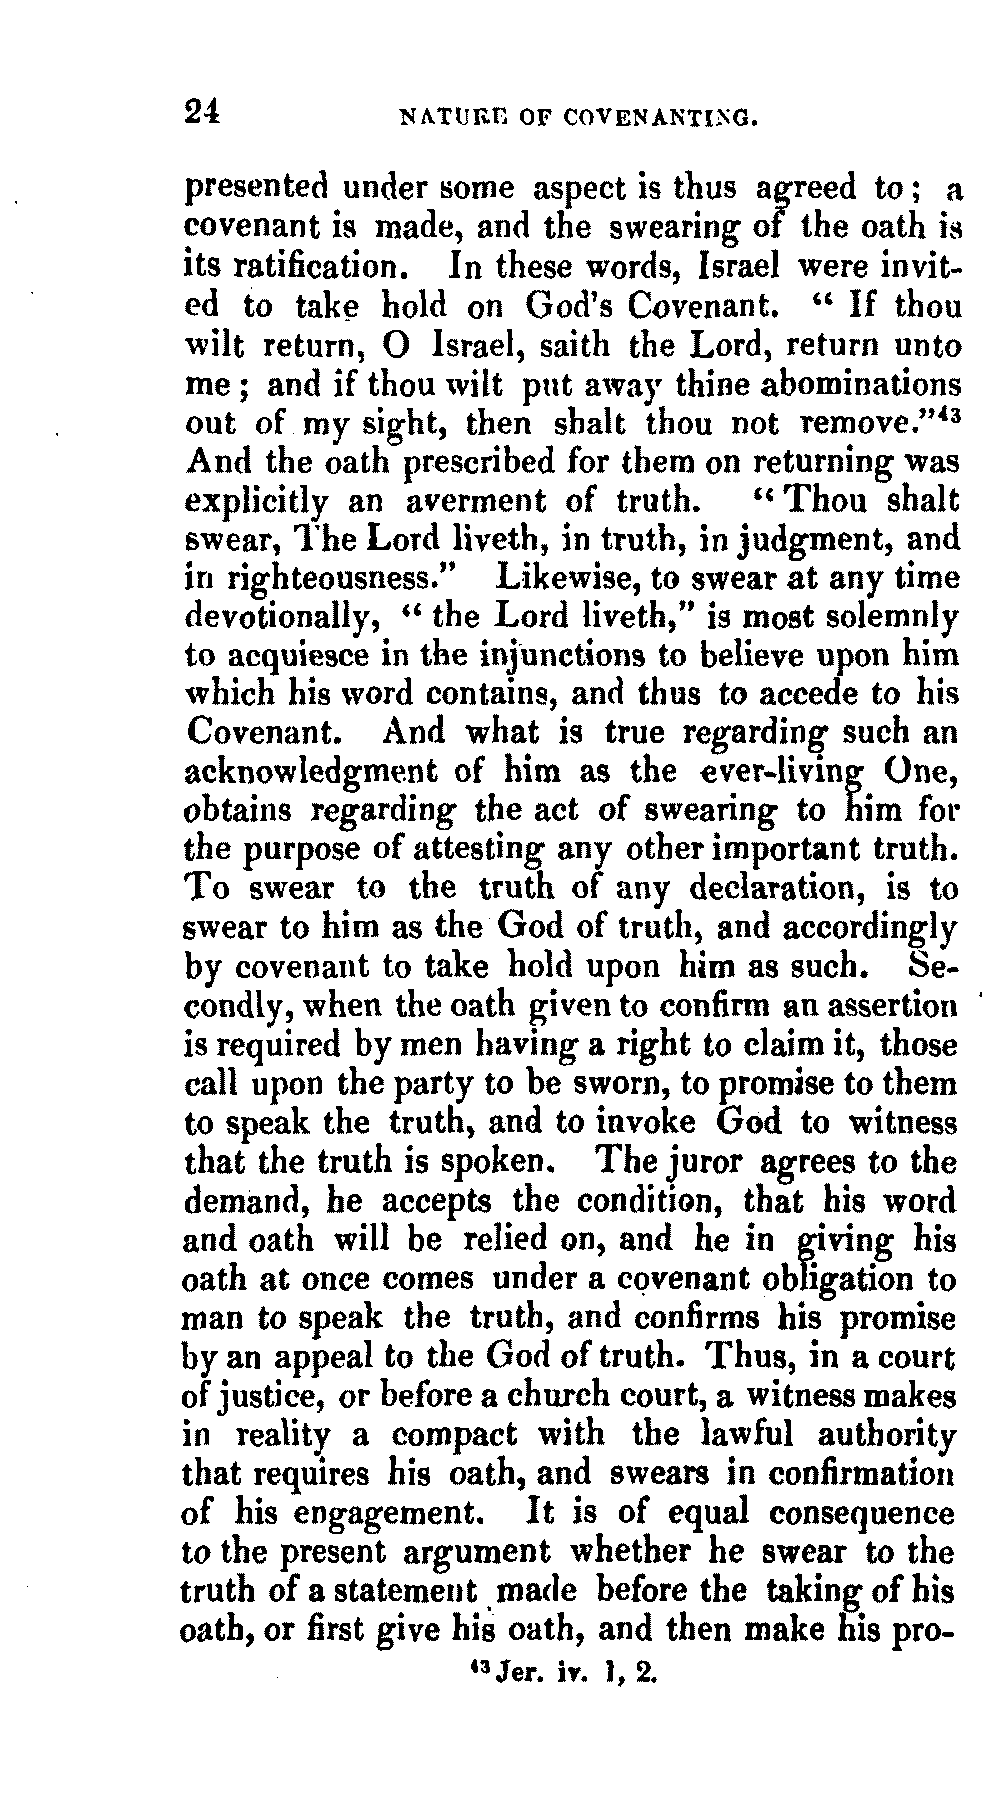 24 NATURE OF COVENANTING.
presented under some aspect is thus agreed to; a
covenant is made, and the swearing of the oath is
its ratification. In these words, Israel were invit-
ed to take hold on God's Covenant. “ If thou
wilt return, O Israel, saith the Lord, return unto
me; and if thou wilt put away thine abominations
out of my sight, then shalt thou not remove.”43
And the oath prescribed for them on returning was
explicitly an averment of truth. “Thou shalt
swear, The Lord liveth, in truth, in judgment, and
in righteousness.” Likewise, to swear at any time
devotionally, “ the Lord liveth,” is most solemnly
to acquiesce in the injunctions to believe upon him
which his word contains, and thus to accede to his
Covenant. And what is true regarding such an
acknowledgment of him as the ever-living One,
obtains regarding the act of swearing to him for
the purpose of attesting any other important truth.
To swear to the truth of any declaration, is to
swear to him as the God of truth, and accordingly
by covenant to take hold upon him as such. Se-
condly, when the oath given to confirm an assertion
is required by men having a right to claim it, those
call upon the party to be sworn, to promise to them
to speak the truth, and to invoke God to witness
that the truth is spoken. The juror agrees to the
demand, he accepts the condition, that his word
and oath will be relied on, and he in giving his
oath at once comes under a covenant obligation to
man to speak the truth, and confirms his promise
by an appeal to the God of truth. Thus, in a court
of justice, or before a church court, a witness makes
in reality a compact with the lawful authority
that requires his oath, and swears in confirmation
of his engagement. It is of equal consequence
to the present argument whether he swear to the
truth of a statement made before the taking of his
oath, or first give his oath, and then make his pro-
43 Jer. iv. 1, 2.